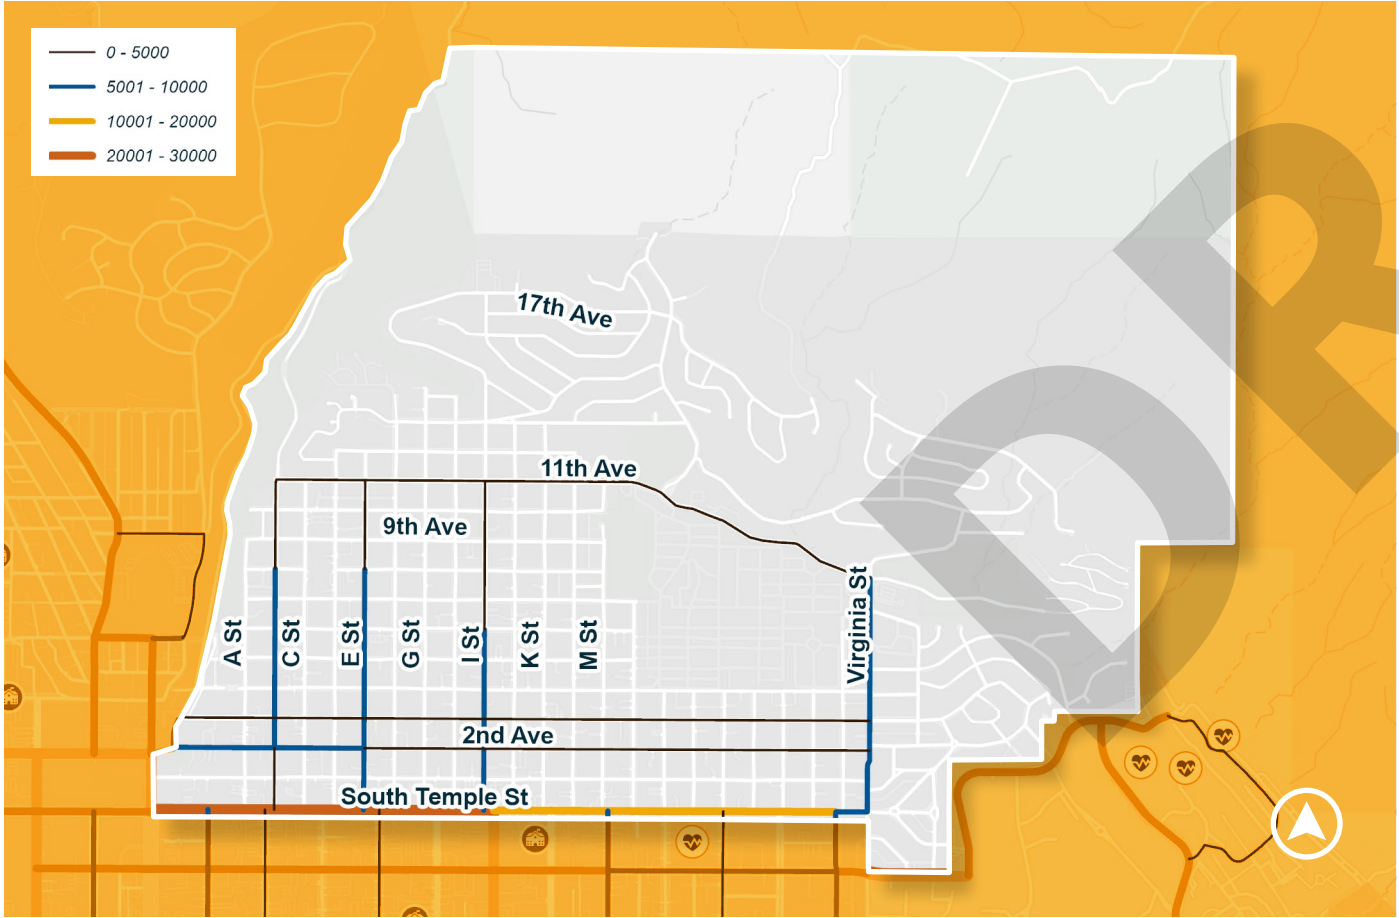 0 - 5000
5001 - 10000
10001 - 20000
20001 - 30000
17th Ave
11th Ave
9th Ave
A St
C St
E St
G St
I St
K St
M St
Virginia St
2nd Ave
South Temple St
DR